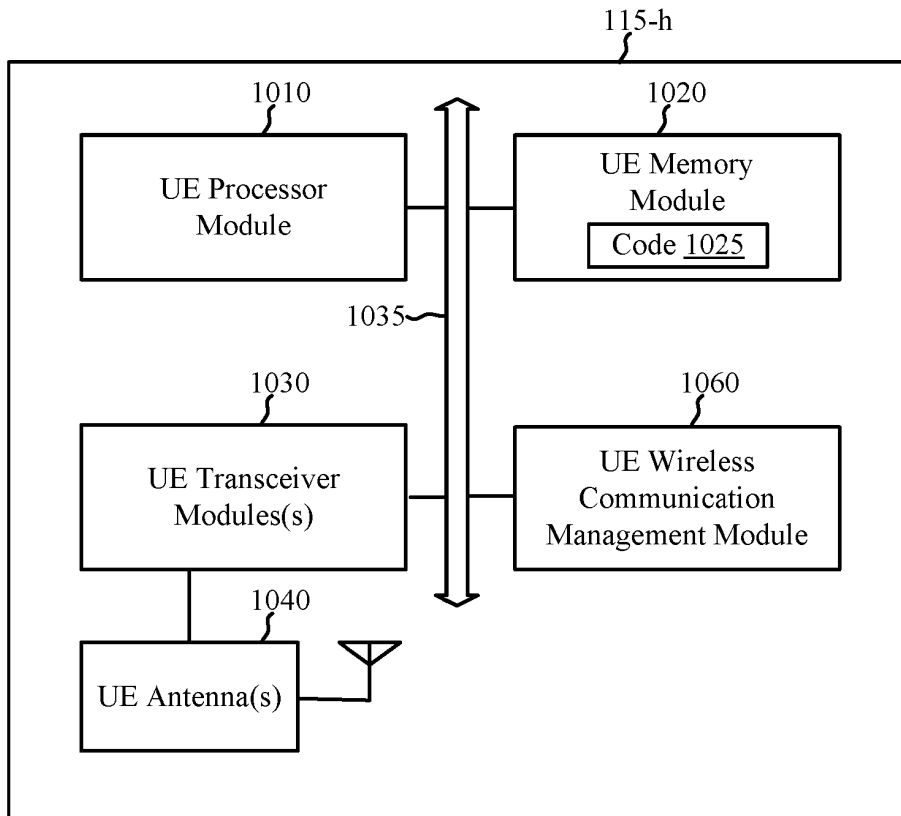 115-h
1010
UE Processor
Module
1020
UE Memory
Module
Code 1025
1035
1030
UE Transceiver
Modules(s)
1060
UE Wireless
Communication
Management Module
1040
UE Antenna(s)